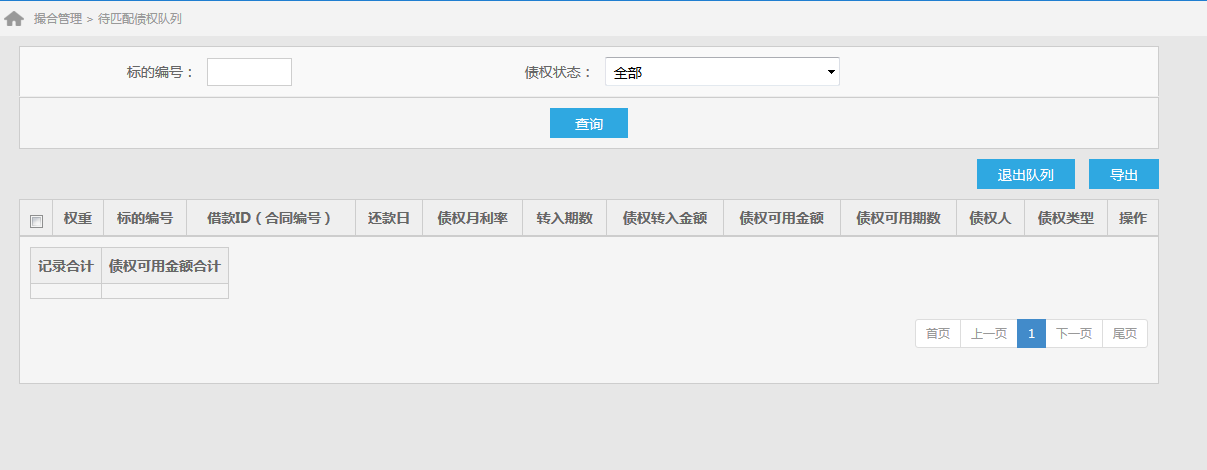 撮合管理 > 待匹配债权队列
标的编号： 债权状态： 全部
查询
退出队列 导出
权重 标的编号 借款ID（合同编号） 还款日 债权月利率 转入期数 债权转入金额 债权可用金额 债权可用期数 债权人 债权类型 操作
记录合计 债权可用金额合计
首页 上一页 1 下一页 尾页